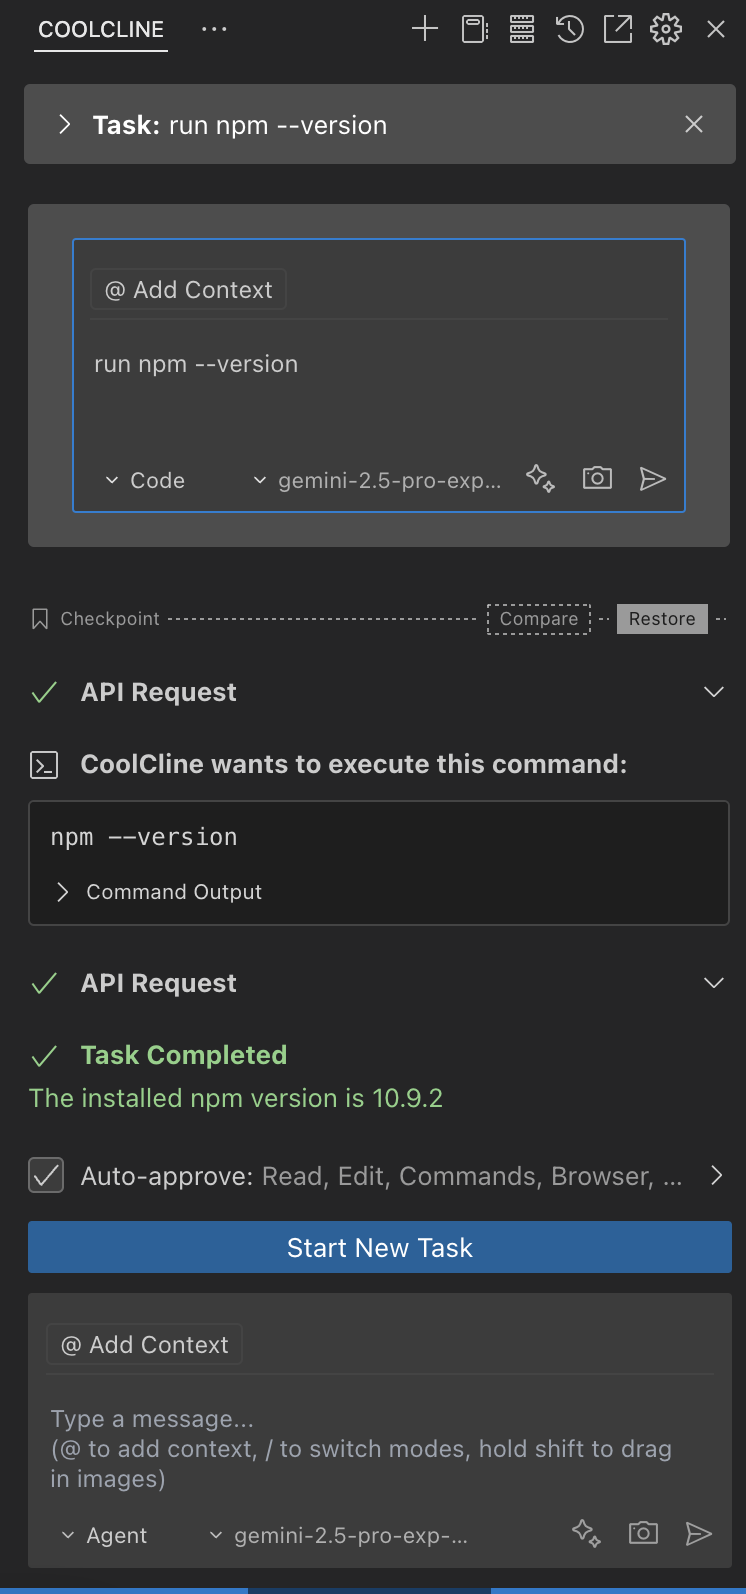 COOLCLINE ...
Task: run npm --version
@ Add Context
run npm --version
Code gemini-2.5-pro-exp...
Checkpoint Compare Restore
API Request
CoolCline wants to execute this command:
npm --version
Command Output
API Request
Task Completed
The installed npm version is 10.9.2
Auto-approve: Read, Edit, Commands, Browser, ...
Start New Task
@ Add Context
Type a message...
(@ to add context, / to switch modes, hold shift to drag
in images)
Agent gemini-2.5-pro-exp-...